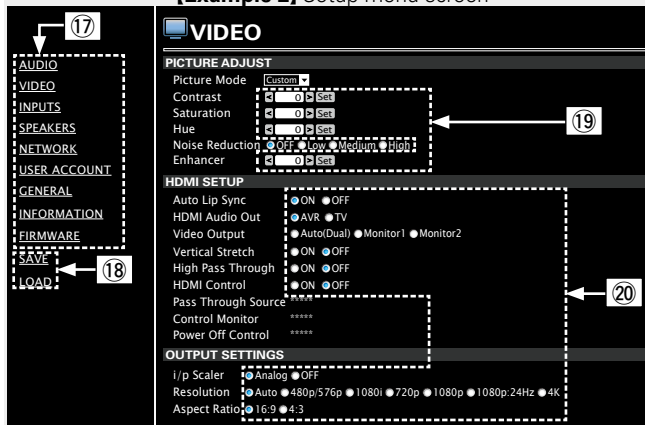 [Example 2] Setup menu screen
⑰
AUDIO
VIDEO
INPUTS
SPEAKERS
NETWORK
USER ACCOUNT
GENERAL
INFORMATION
FIRMWARE
SAVE
LOAD
⑱
VIDEO
PICTURE ADJUST
Picture Mode Custom
Contrast < 0 > Set
Saturation < 0 > Set
Hue < 0 > Set
⑲
Noise Reduction OFF Low Medium High
Enhancer < 0 > Set
HDMI SETUP
Auto Lip Sync ON OFF
HDMI Audio Out AVR TV
Video Output Auto(Dual) Monitor1 Monitor2
Vertical Stretch ON OFF
High Pass Through ON OFF
HDMI Control ON OFF
⑳
Pass Through Source *****
Control Monitor *****
Power Off Control *****
OUTPUT SETTINGS
i/p Scaler Analog OFF
Resolution Auto 480p/576p 1080i 720p 1080p 1080p:24Hz 4K
Aspect Ratio 16:9 4:3